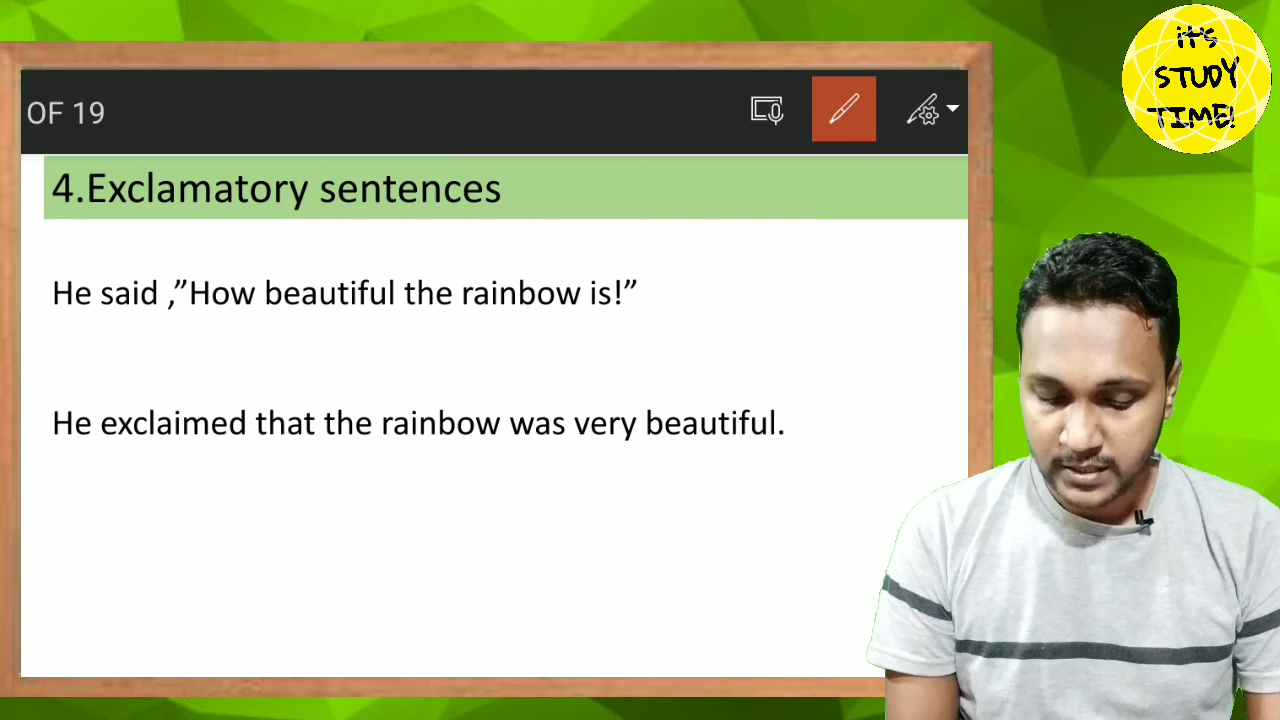 IT'S
STUDY
TIME!
OF 19
4.Exclamatory sentences
He said ,”How beautiful the rainbow is!”
He exclaimed that the rainbow was very beautiful.